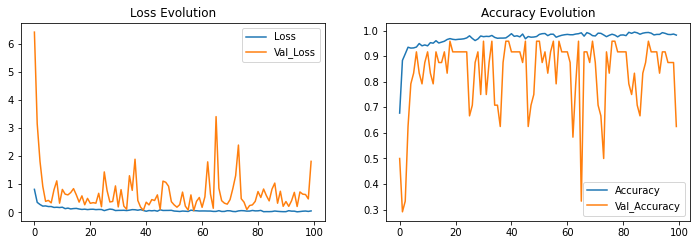 Loss Evolution
Loss
Val_Loss
6
5
4
3
2
1
0
0 20 40 60 80 100
Accuracy Evolution
1.0
0.9
0.8
0.7
0.6
0.5
0.4
0.3
Accuracy
Val_Accuracy
0 20 40 60 80 100